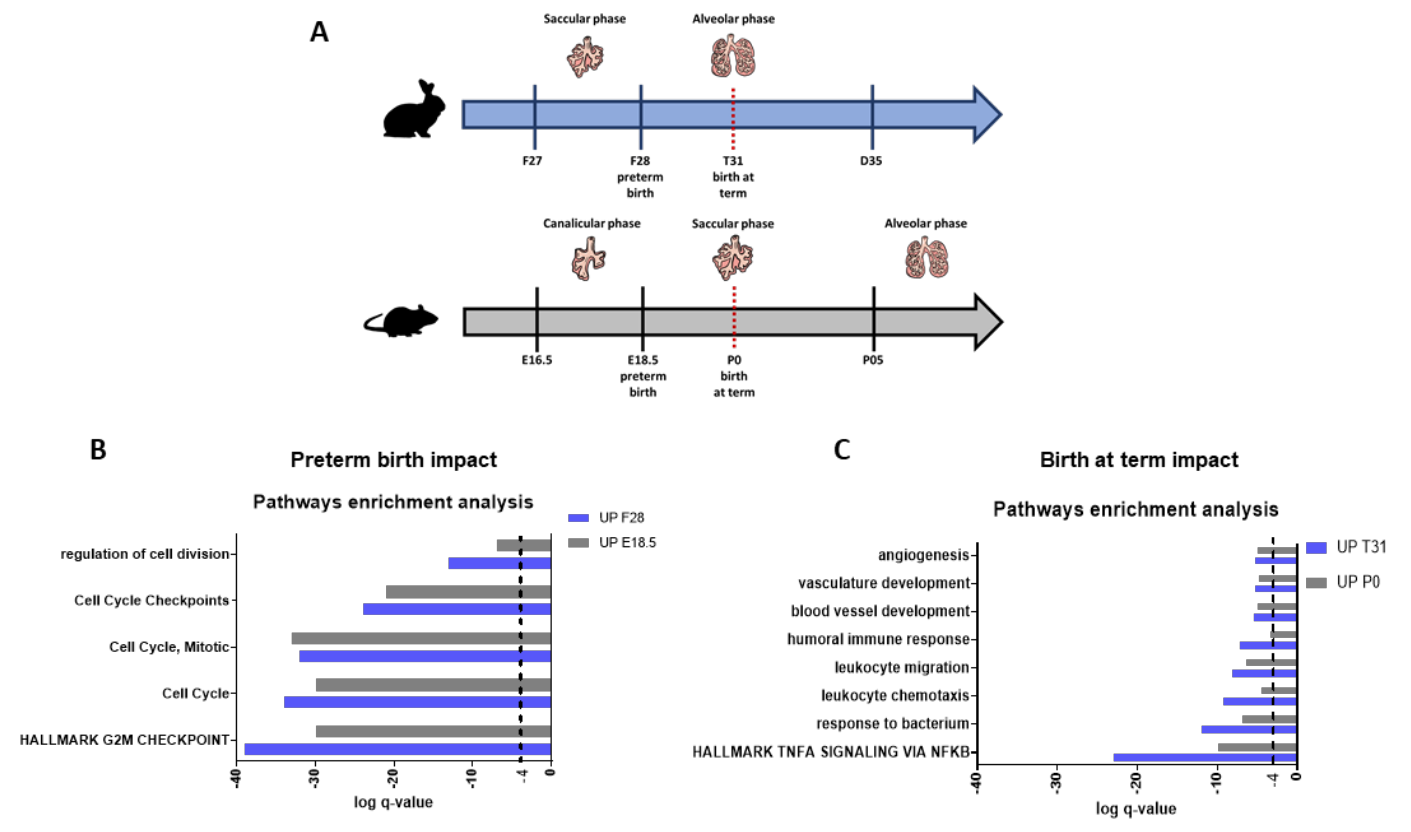 A
Saccular phase
Alveolar phase
F27
F28
preterm
birth
T31
birth at
term
D35
Canalicular phase
Saccular phase
Alveolar phase
E16.5
E18.5
preterm
birth
P0
birth
at term
P05
B
Preterm birth impact
Pathways enrichment analysis
UP F28
UP E18.5
regulation of cell division
Cell Cycle Checkpoints
Cell Cycle, Mitotic
Cell Cycle
HALLMARK G2M CHECKPOINT
-40
-30
-20
-10
-4
0
log q-value
C
Birth at term impact
Pathways enrichment analysis
UP T31
UP P0
angiogenesis
vasculature development
blood vessel development
humoral immune response
leukocyte migration
leukocyte chemotaxis
response to bacterium
HALLMARK TNFA SIGNALING VIA NFKB
-40
-30
-20
-10
-4
0
log q-value